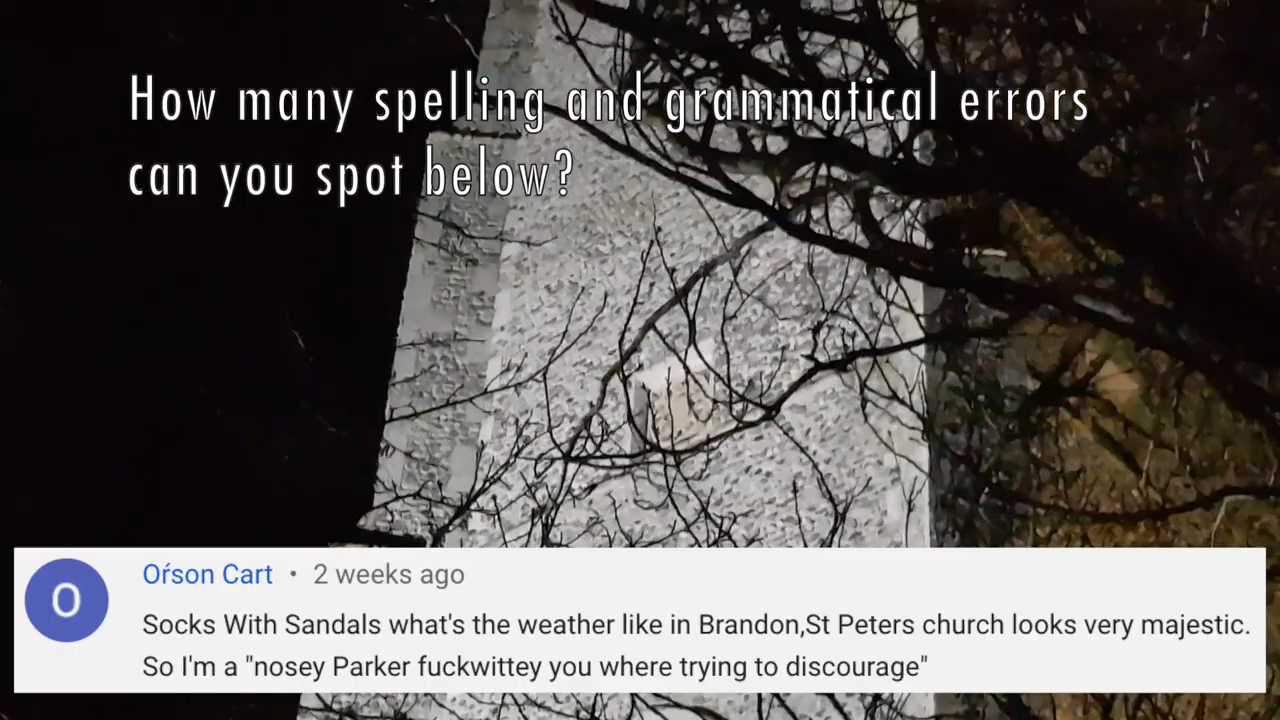 How many spelling and grammatical errors
can you spot below?
O
Oŕson Cart • 2 weeks ago
Socks With Sandals what's the weather like in Brandon,St Peters church looks very majestic.
So I'm a "nosey Parker fuckwittey you where trying to discourage"